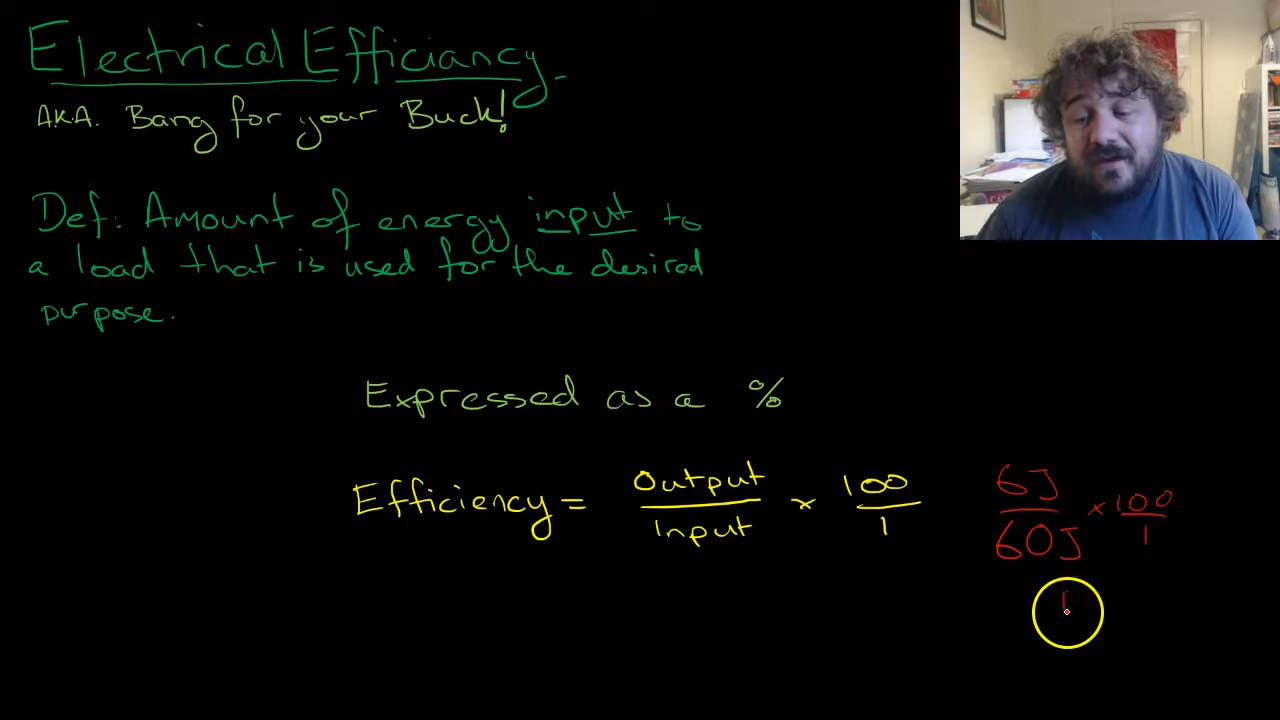 Electrical Efficiancy.
A.K.A. Bang for your Buck!
Def: Amount of energy input to
a load that is used for the desired
purpose.
Expressed as a %
Efficiency = Output/Input × 100/1
6J/60J × 100/1
1